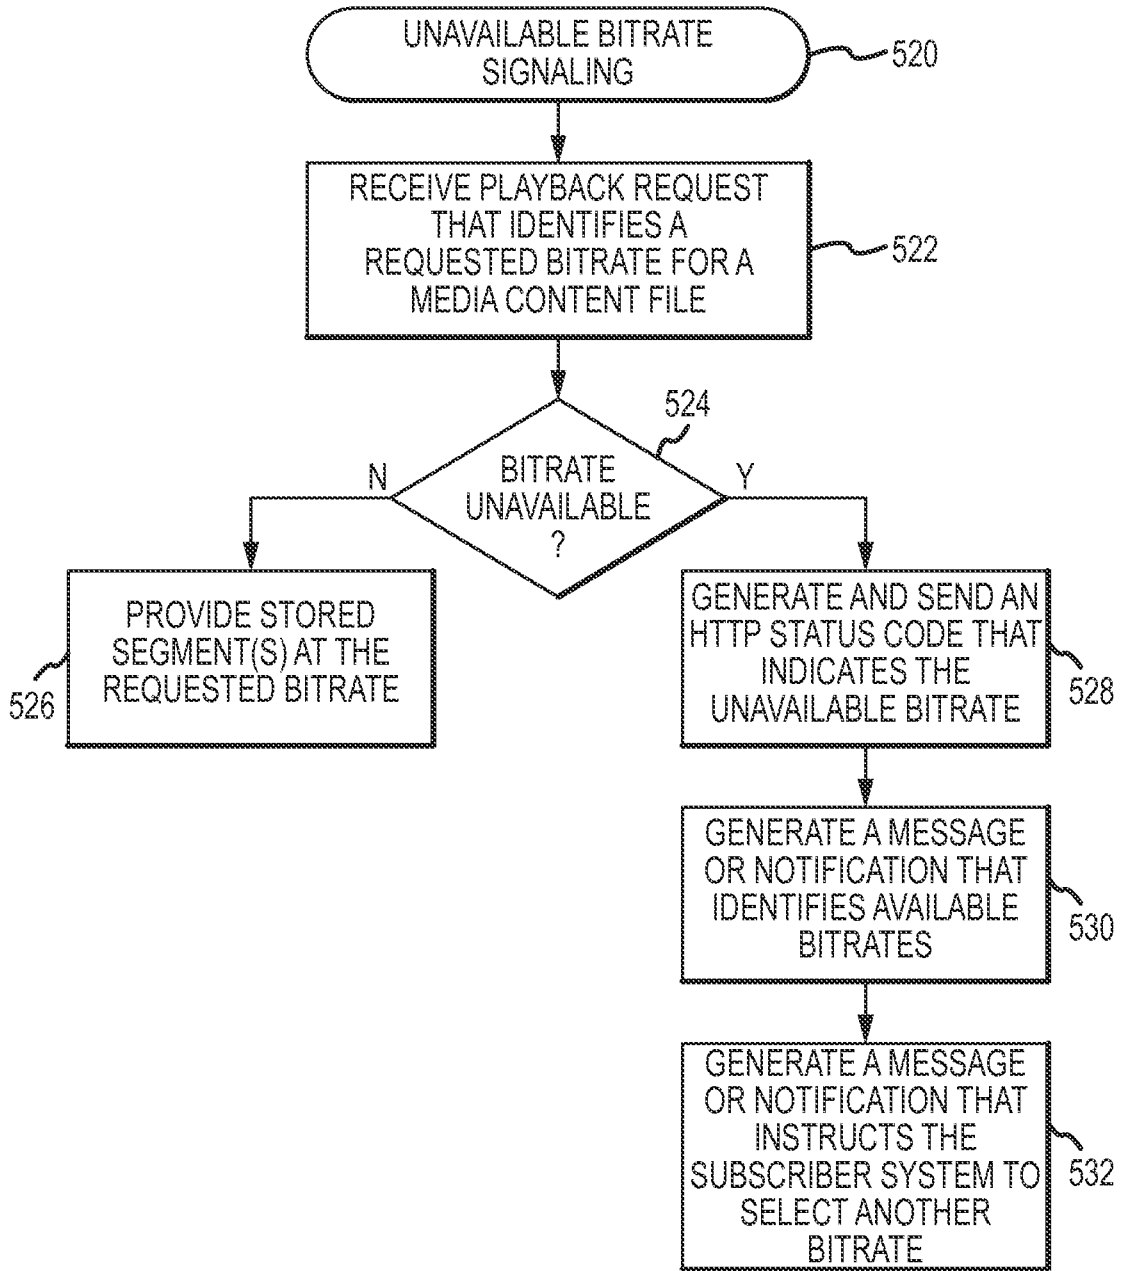 UNAVAILABLE BITRATE
SIGNALING
520
RECEIVE PLAYBACK REQUEST
THAT IDENTIFIES A
REQUESTED BITRATE FOR A
MEDIA CONTENT FILE
522
524
BITRATE
UNAVAILABLE
?
N
Y
PROVIDE STORED
SEGMENT(S) AT THE
REQUESTED BITRATE
526
GENERATE AND SEND AN
HTTP STATUS CODE THAT
INDICATES THE
UNAVAILABLE BITRATE
528
GENERATE A MESSAGE
OR NOTIFICATION THAT
IDENTIFIES AVAILABLE
BITRATES
530
GENERATE A MESSAGE
OR NOTIFICATION THAT
INSTRUCTS THE
SUBSCRIBER SYSTEM TO
SELECT ANOTHER
BITRATE
532